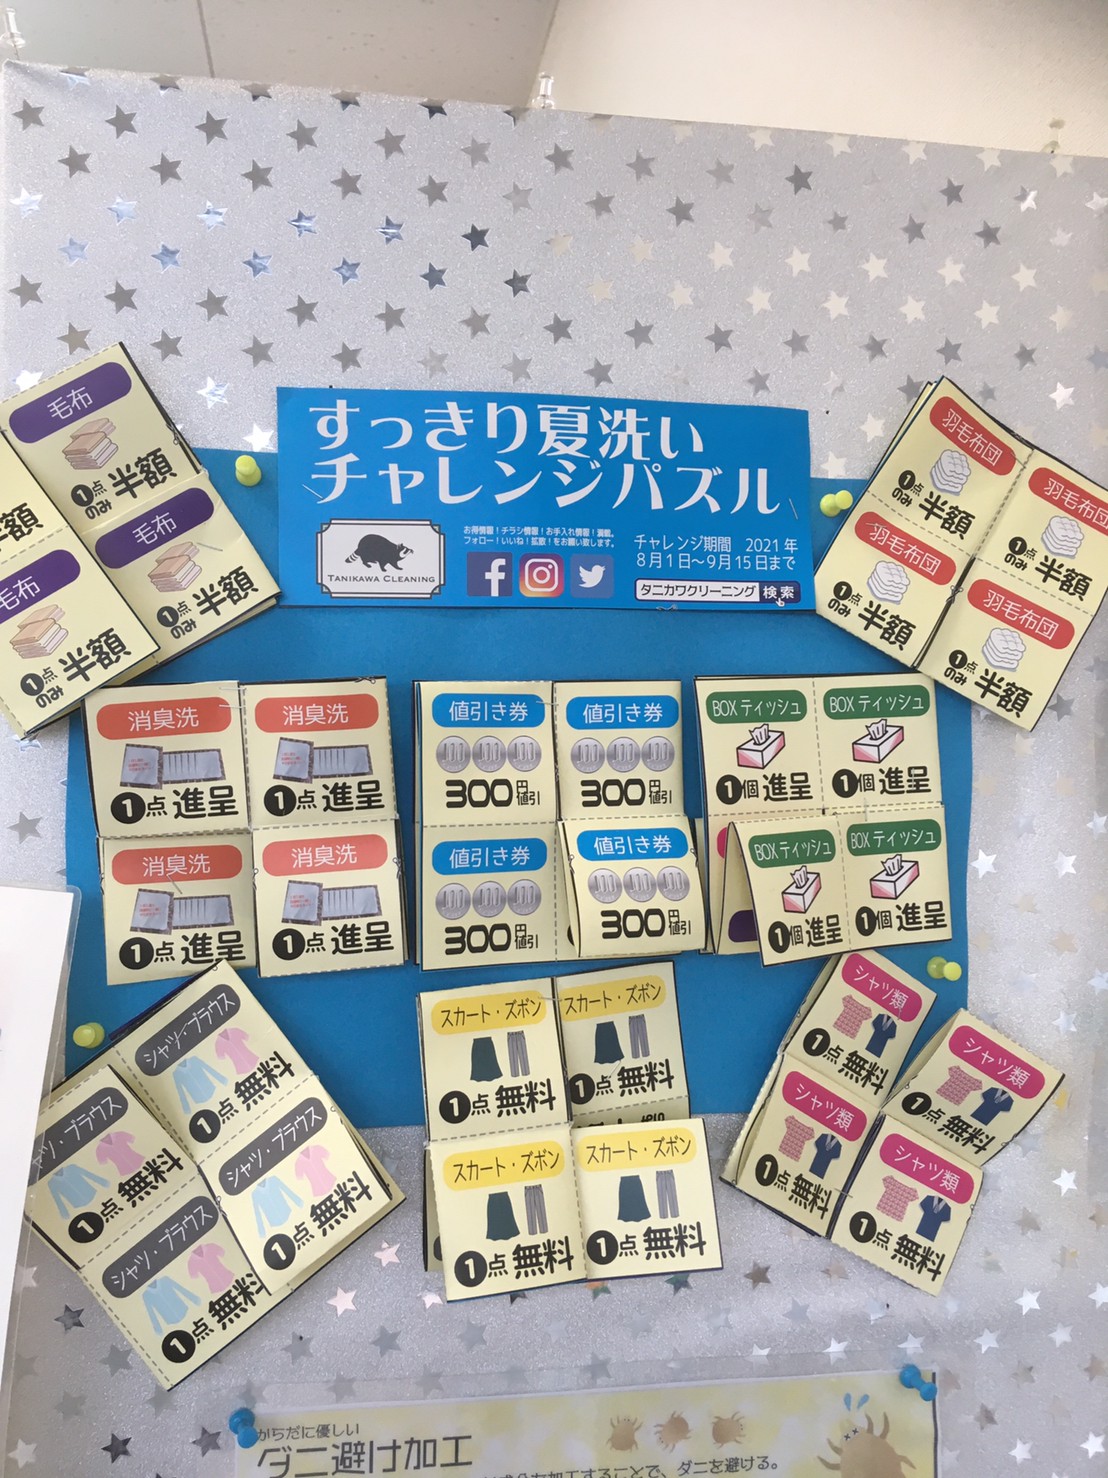 すっきり夏洗い
チャレンジパズル
TANIKAWA CLEANING
お得情報！チラシ情報！お手入れ情報！満載。
フォロー！いいね！拡散！をお願い致します。
チャレンジ期間 2021年
8月1日～9月15日まで
タニカワクリーニング 検索
毛布
1点のみ 半額
毛布
1点のみ 半額
毛布
1点のみ 半額
半額
羽毛布団
1点のみ 半額
羽毛布団
1点のみ 半額
羽毛布団
1点のみ 半額
羽毛布団
1点のみ 半額
消臭洗
1点進呈
消臭洗
1点進呈
消臭洗
1点進呈
消臭洗
1点進呈
値引き券
100 100 100
300円値引
値引き券
100 100 100
300円値引
値引き券
100 100 100
300円値引
値引き券
100 100 100
300円値引
BOXティッシュ
1個進呈
BOXティッシュ
1個進呈
BOXティッシュ
1個進呈
BOXティッシュ
1個進呈
シャツ・ブラウス
1点無料
シャツ・ブラウス
1点無料
シャツ・ブラウス
1点無料
シャツ・ブラウス
1点無料
スカート・ズボン
1点無料
スカート・ズボン
1点無料
スカート・ズボン
1点無料
スカート・ズボン
1点無料
シャツ類
1点無料
シャツ類
1点無料
シャツ類
1点無料
シャツ類
1点無料
からだに優しい
ダニ避け加工
加工することで、ダニを避ける。